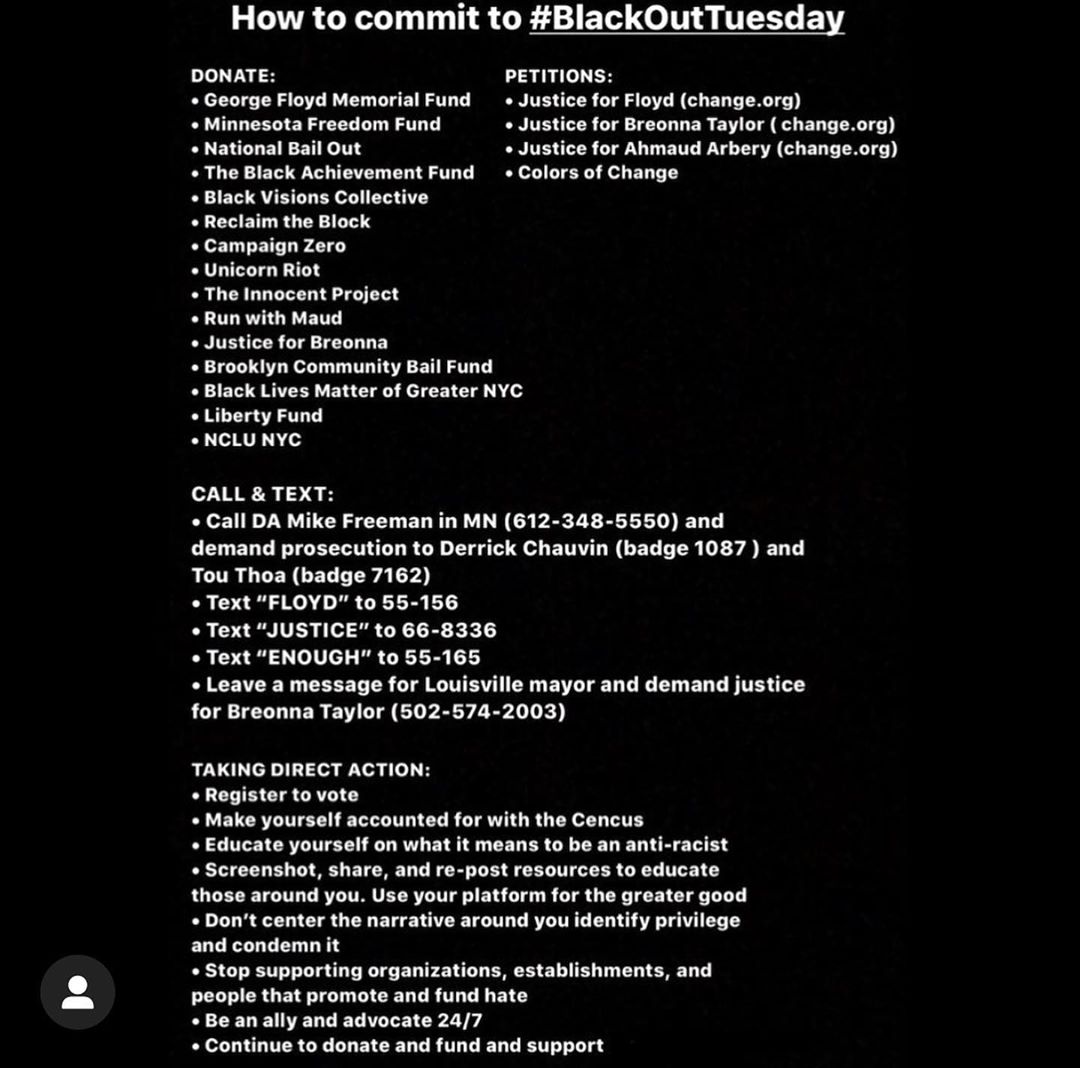 How to commit to #BlackOutTuesday
DONATE:
• George Floyd Memorial Fund
• Minnesota Freedom Fund
• National Bail Out
• The Black Achievement Fund
• Black Visions Collective
• Reclaim the Block
• Campaign Zero
• Unicorn Riot
• The Innocent Project
• Run with Maud
• Justice for Breonna
• Brooklyn Community Bail Fund
• Black Lives Matter of Greater NYC
• Liberty Fund
• NCLU NYC
PETITIONS:
• Justice for Floyd (change.org)
• Justice for Breonna Taylor ( change.org)
• Justice for Ahmaud Arbery (change.org)
• Colors of Change
CALL & TEXT:
• Call DA Mike Freeman in MN (612-348-5550) and
demand prosecution to Derrick Chauvin (badge 1087 ) and
Tou Thoa (badge 7162)
• Text “FLOYD” to 55-156
• Text “JUSTICE” to 66-8336
• Text “ENOUGH” to 55-165
• Leave a message for Louisville mayor and demand justice
for Breonna Taylor (502-574-2003)
TAKING DIRECT ACTION:
• Register to vote
• Make yourself accounted for with the Cencus
• Educate yourself on what it means to be an anti-racist
• Screenshot, share, and re-post resources to educate
those around you. Use your platform for the greater good
• Don’t center the narrative around you identify privilege
and condemn it
• Stop supporting organizations, establishments, and
people that promote and fund hate
• Be an ally and advocate 24/7
• Continue to donate and fund and support